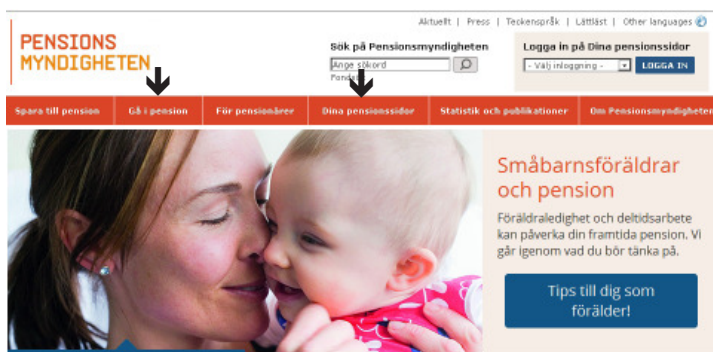 Aktuellt | Press | Teckenspråk | Lättläst | Other languages
PENSIONS
MYNDIGHETEN
Sök på Pensionsmyndigheten
Ange sökord
Fondet
Logga in på Dina pensionssidor
- Välj inloggning -
LOGGA IN
Spara till pension
Gå i pension
För pensionärer
Dina pensionssidor
Statistik och publikationer
Om Pensionsmyndigheten
Småbarnsföräldrar
och pension
Föräldraledighet och deltidsarbete
kan påverka din framtida pension. Vi
går igenom vad du bör tänka på.
Tips till dig som
förälder!